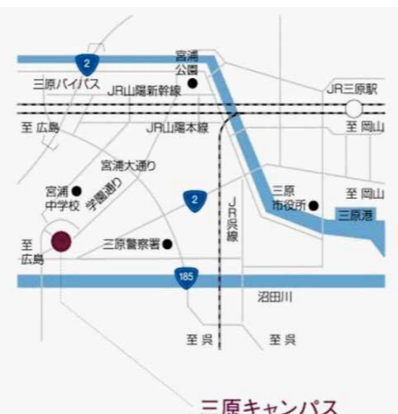 2
宮浦
公園
三原バイパス
JR山陽新幹線
JR三原駅
至 広島
JR山陽本線
至 岡山
宮浦大通り
宮浦
中学校
学園通り
2
JR呉線
三原
市役所
至 岡山
三原港
至
広島
三原警察署
185
沼田川
至 呉
至 呉
三原キャンパス